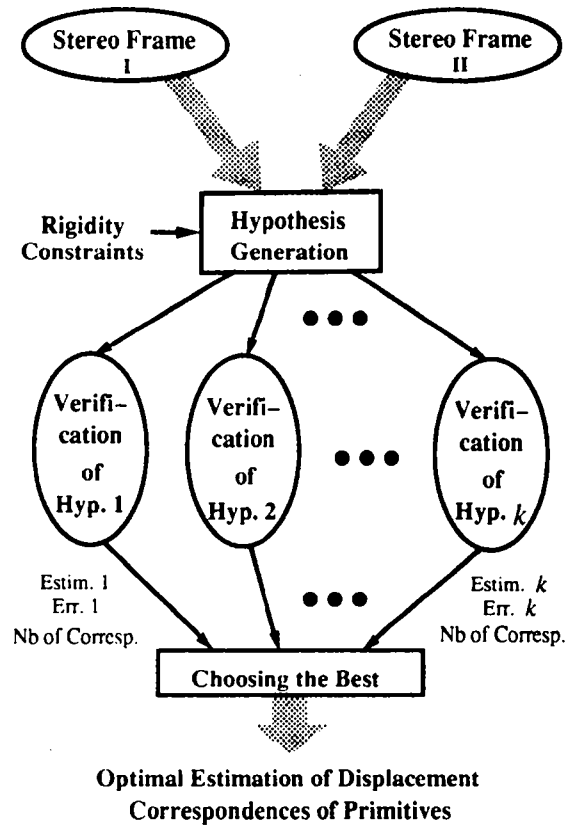 Stereo Frame
I
Stereo Frame
II
Rigidity
Constraints
Hypothesis
Generation
Verifi-
cation
of
Hyp. 1
Verifi-
cation
of
Hyp. 2
Verifi-
cation
of
Hyp. k
Estim. 1
Err. 1
Nb of Corresp.
Estim. k
Err. k
Nb of Corresp.
Choosing the Best
Optimal Estimation of Displacement
Correspondences of Primitives